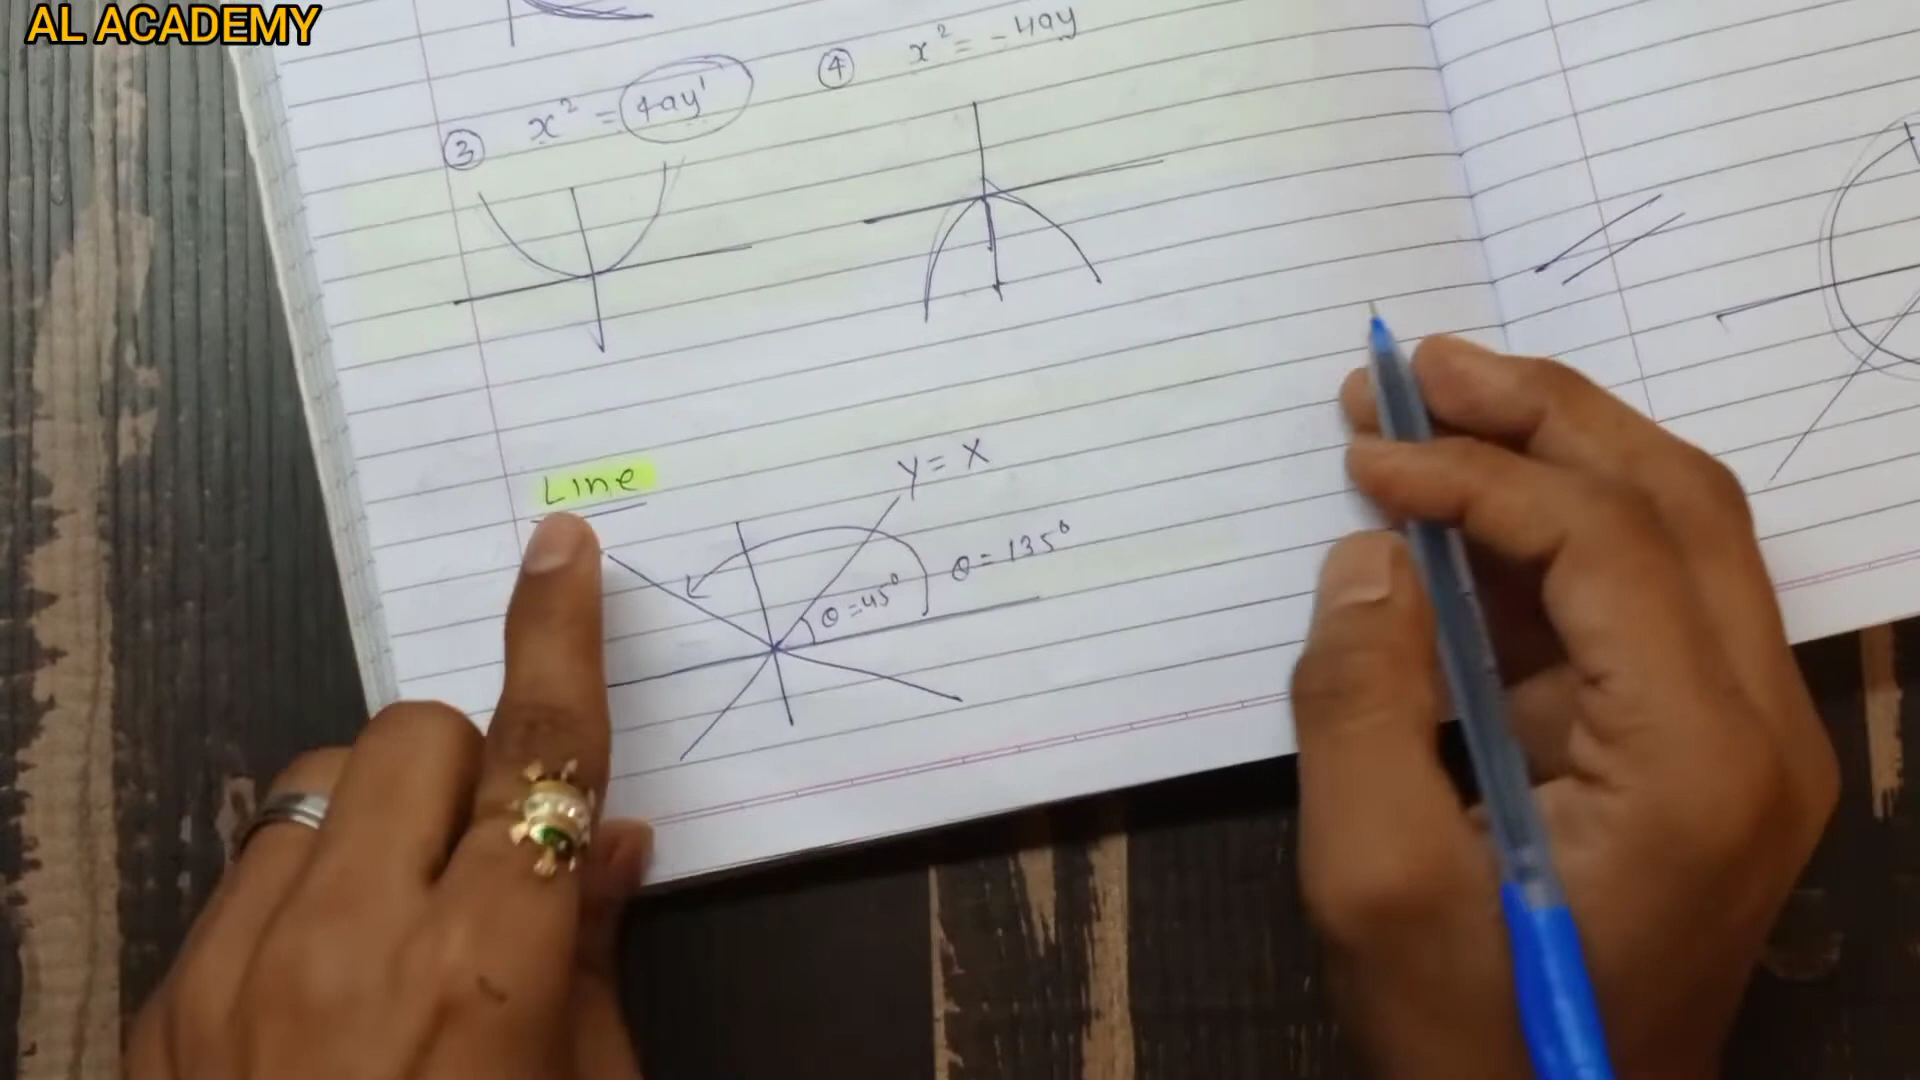 AL ACADEMY
③ x² = 4ay' ④ x² = -4ay
Line
y = x
θ = 45° θ = 135°